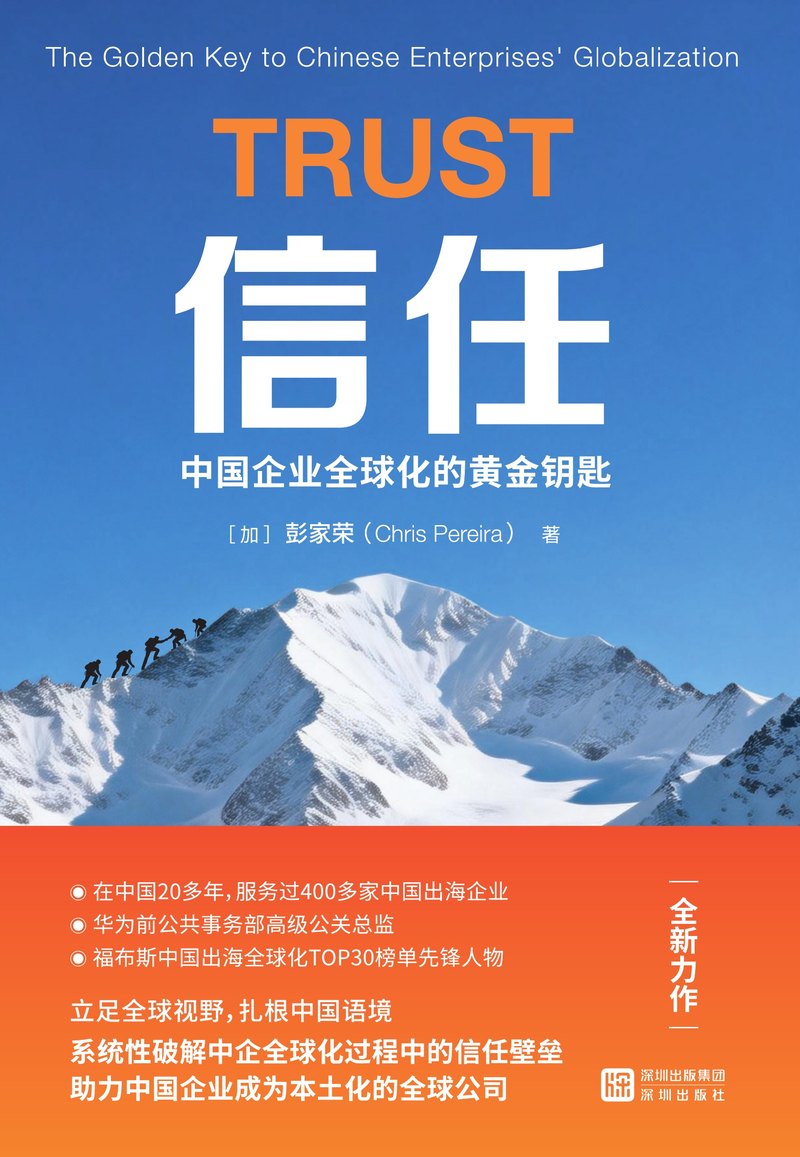 The Golden Key to Chinese Enterprises' Globalization
TRUST
信任
中国企业全球化的黄金钥匙
［加］ 彭家荣（Chris Pereira） 著
◉ 在中国20多年，服务过400多家中国出海企业
◉ 华为前公共事务部高级公关总监
◉ 福布斯中国出海全球化TOP30榜单先锋人物
立足全球视野，扎根中国语境
系统性破解中企全球化过程中的信任壁垒
助力中国企业成为本土化的全球公司
全新力作
深圳出版集团
深圳出版社